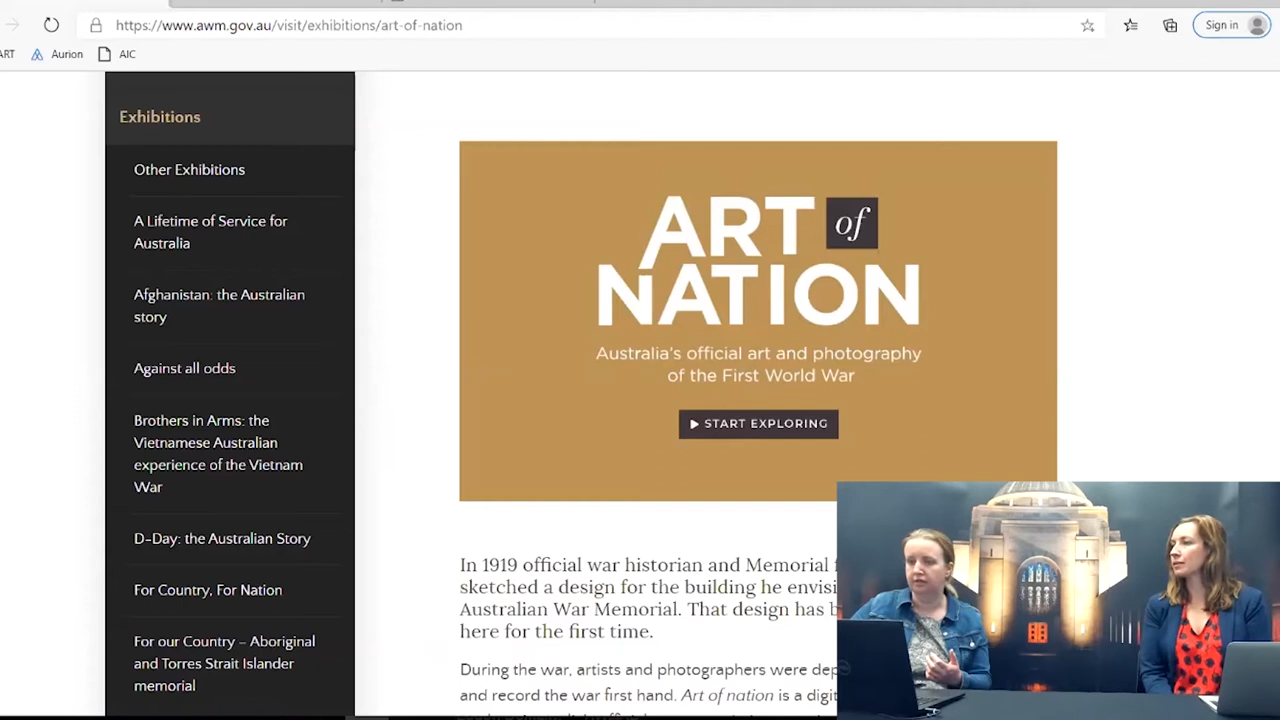 https://www.awm.gov.au/visit/exhibitions/art-of-nation
Sign in
ART
Aurion
AIC
Exhibitions
Other Exhibitions
A Lifetime of Service for
Australia
Afghanistan: the Australian
story
Against all odds
Brothers in Arms: the
Vietnamese Australian
experience of the Vietnam
War
D-Day: the Australian Story
For Country, For Nation
For our Country – Aboriginal
and Torres Strait Islander
memorial
ART of
NATION
Australia's official art and photography
of the First World War
START EXPLORING
In 1919 official war historian and Memorial
sketched a design for the building he
Australian War Memorial. That design has
here for the first time.
During the war, artists and photographers were
and record the war first hand. Art of nation is a